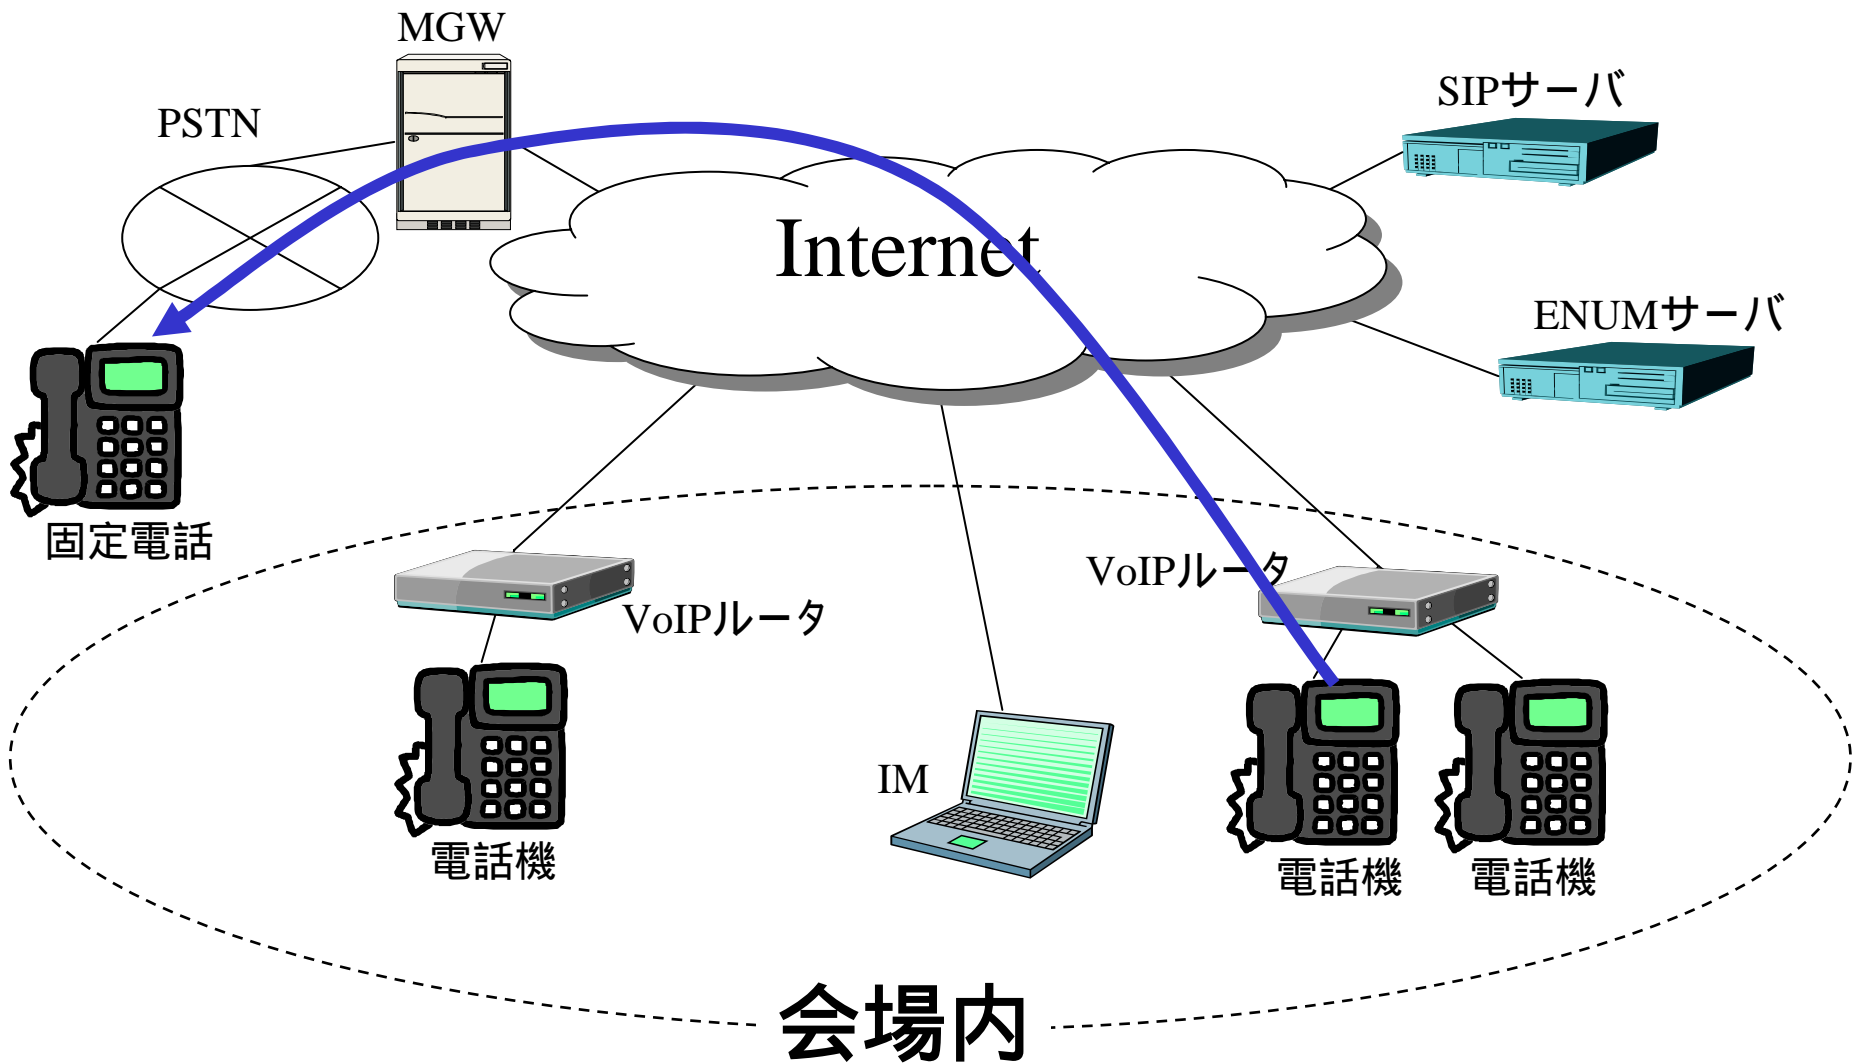 MGW
SIPサーバ
PSTN
Internet
ENUMサーバ
固定電話
VoIPルータ
VoIPルータ
IM
電話機
電話機
電話機
会場内